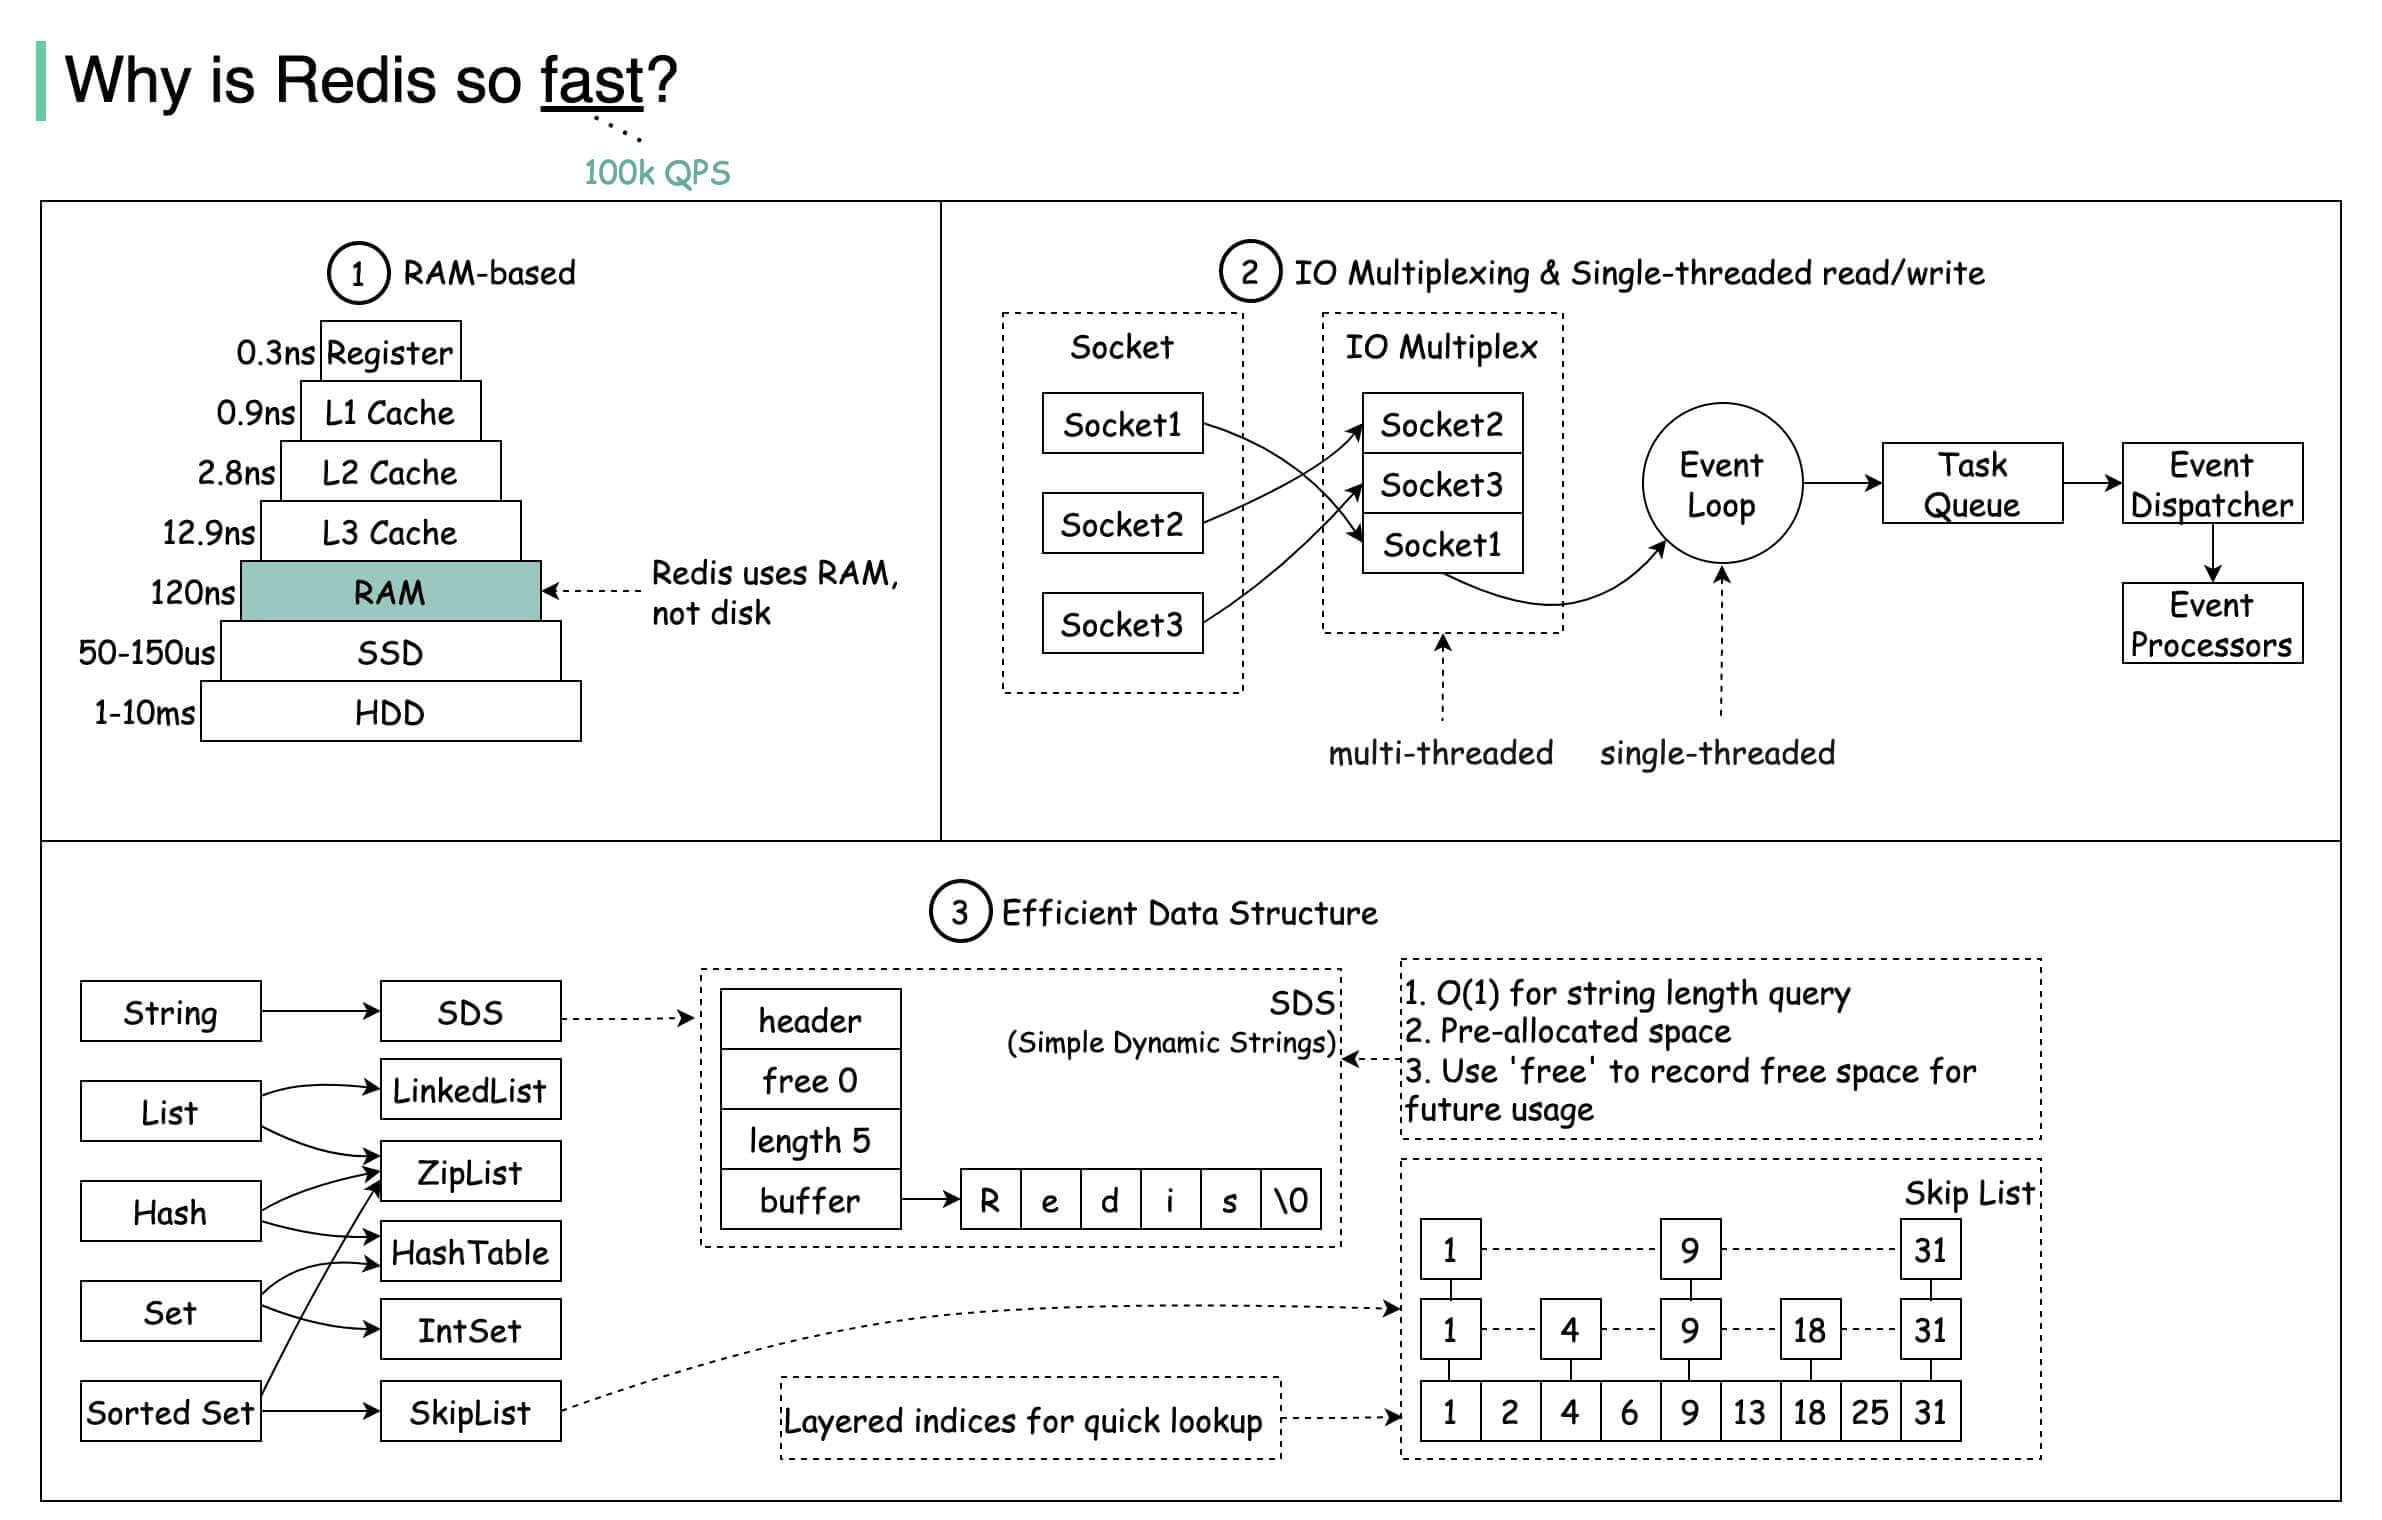 Why is Redis so fast?
100k QPS
1 RAM-based
0.3ns Register
0.9ns L1 Cache
2.8ns L2 Cache
12.9ns L3 Cache
120ns RAM
50-150us SSD
1-10ms HDD
Redis uses RAM,
not disk
2 IO Multiplexing & Single-threaded read/write
Socket
Socket1
Socket2
Socket3
IO Multiplex
Socket2
Socket3
Socket1
Event
Loop
Task
Queue
Event
Dispatcher
Event
Processors
multi-threaded
single-threaded
3 Efficient Data Structure
String
List
Hash
Set
Sorted Set
SDS
LinkedList
ZipList
HashTable
IntSet
SkipList
header
free 0
length 5
buffer
R e d i s \0
SDS
(Simple Dynamic Strings)
1. O(1) for string length query
2. Pre-allocated space
3. Use 'free' to record free space for
future usage
Skip List
1 9 31
1 4 9 18 31
1 2 4 6 9 13 18 25 31
Layered indices for quick lookup